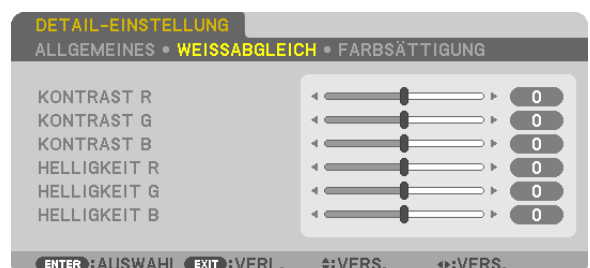 DETAIL-EINSTELLUNG
ALLGEMEINES • WEISSABGLEICH • FARBSÄTTIGUNG
KONTRAST R 0
KONTRAST G 0
KONTRAST B 0
HELLIGKEIT R 0
HELLIGKEIT G 0
HELLIGKEIT B 0
ENTER :AUSWAHL EXIT :VERL. :VERS. :VERS.